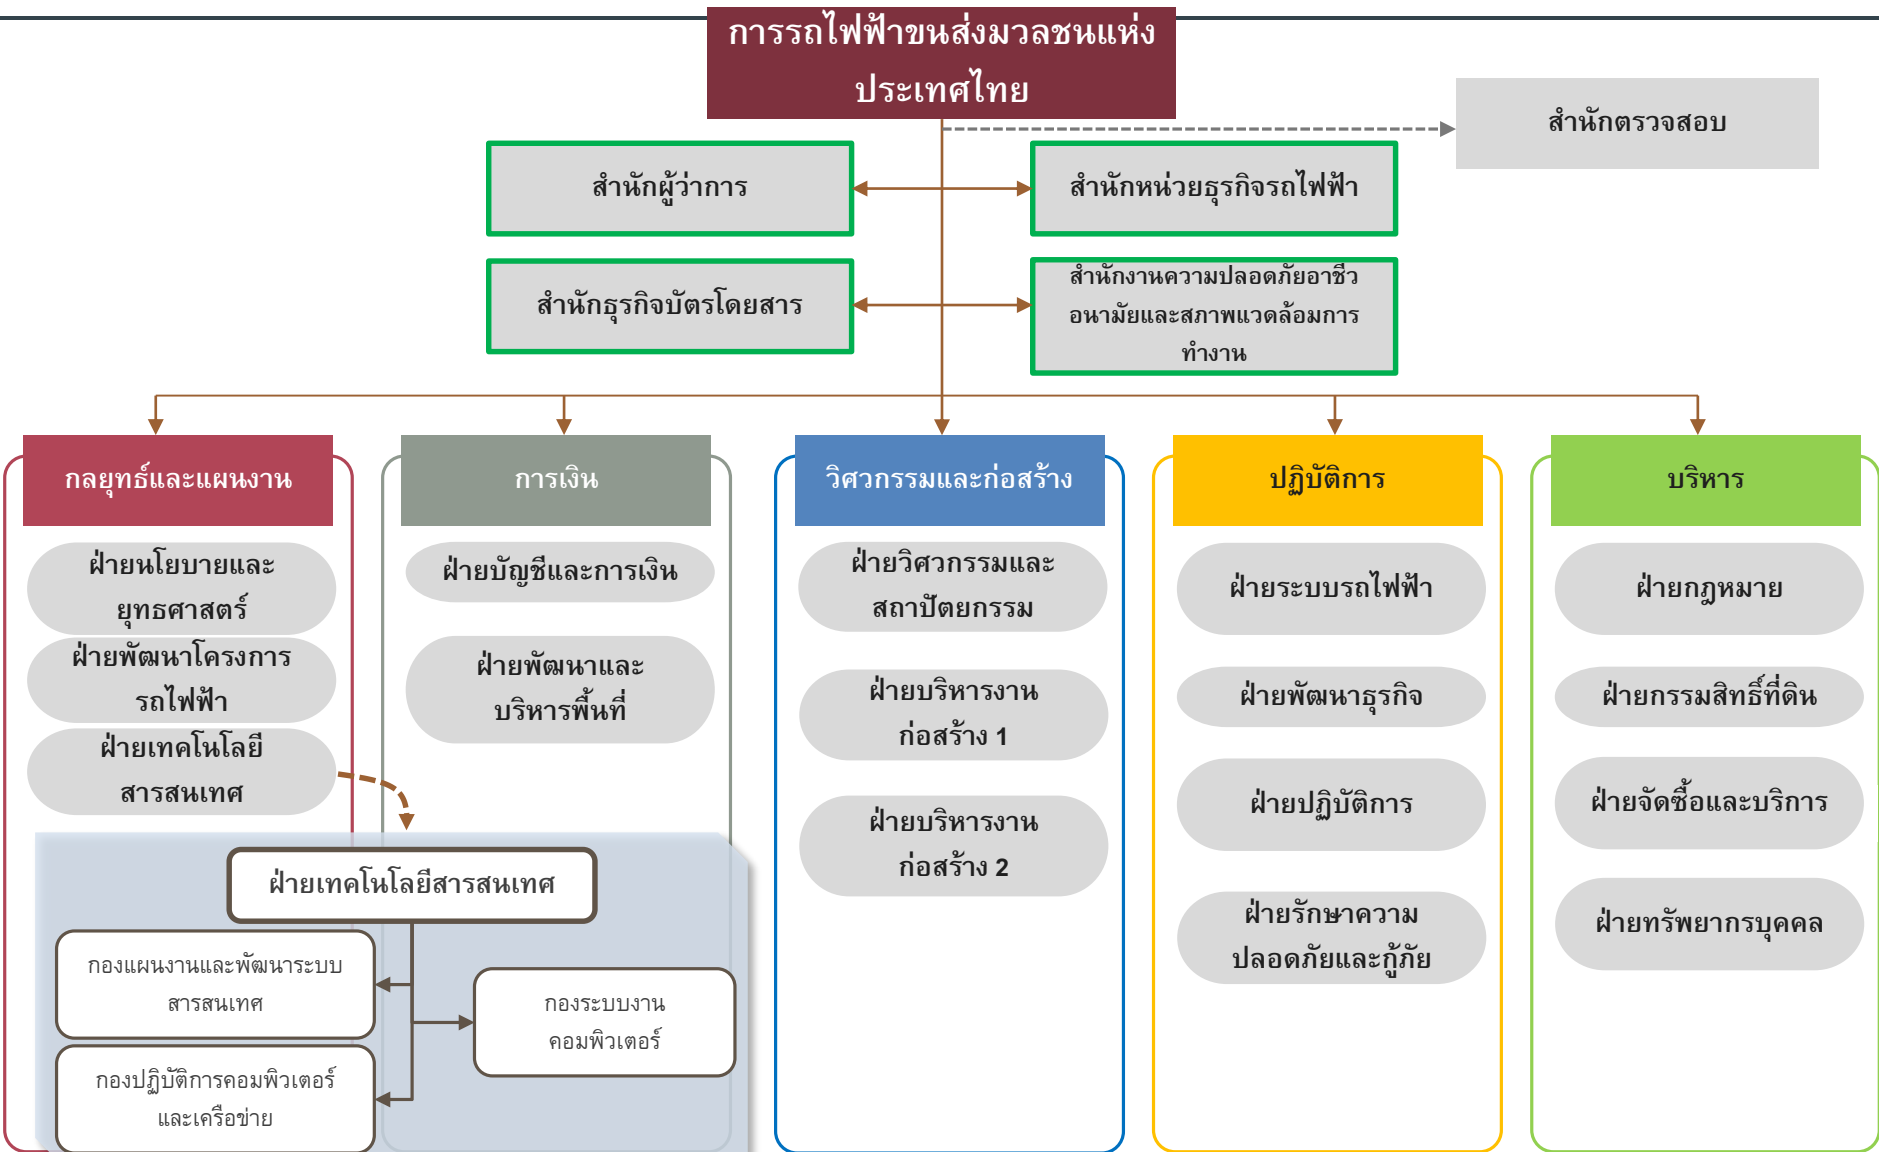 การรถไฟฟ้าขนส่งมวลชนแห่ง
ประเทศไทย
สำนักตรวจสอบ
สำนักผู้ว่าการ
สำนักหน่วยธุรกิจรถไฟฟ้า
สำนักธุรกิจบัตรโดยสาร
สำนักงานความปลอดภัยอาชีว
อนามัยและสภาพแวดล้อมการ
ทำงาน
กลยุทธ์และแผนงาน
ฝ่ายนโยบายและ
ยุทธศาสตร์
ฝ่ายพัฒนาโครงการ
รถไฟฟ้า
ฝ่ายเทคโนโลยี
สารสนเทศ
การเงิน
ฝ่ายบัญชีและการเงิน
ฝ่ายพัฒนาและ
บริหารพื้นที่
ฝ่ายเทคโนโลยีสารสนเทศ
กองแผนงานและพัฒนาระบบ
สารสนเทศ
กองระบบงาน
คอมพิวเตอร์
กองปฏิบัติการคอมพิวเตอร์
และเครือข่าย
วิศวกรรมและก่อสร้าง
ฝ่ายวิศวกรรมและ
สถาปัตยกรรม
ฝ่ายบริหารงาน
ก่อสร้าง 1
ฝ่ายบริหารงาน
ก่อสร้าง 2
ปฏิบัติการ
ฝ่ายระบบรถไฟฟ้า
ฝ่ายพัฒนาธุรกิจ
ฝ่ายปฏิบัติการ
ฝ่ายรักษาความ
ปลอดภัยและกู้ภัย
บริหาร
ฝ่ายกฎหมาย
ฝ่ายกรรมสิทธิ์ที่ดิน
ฝ่ายจัดซื้อและบริการ
ฝ่ายทรัพยากรบุคคล